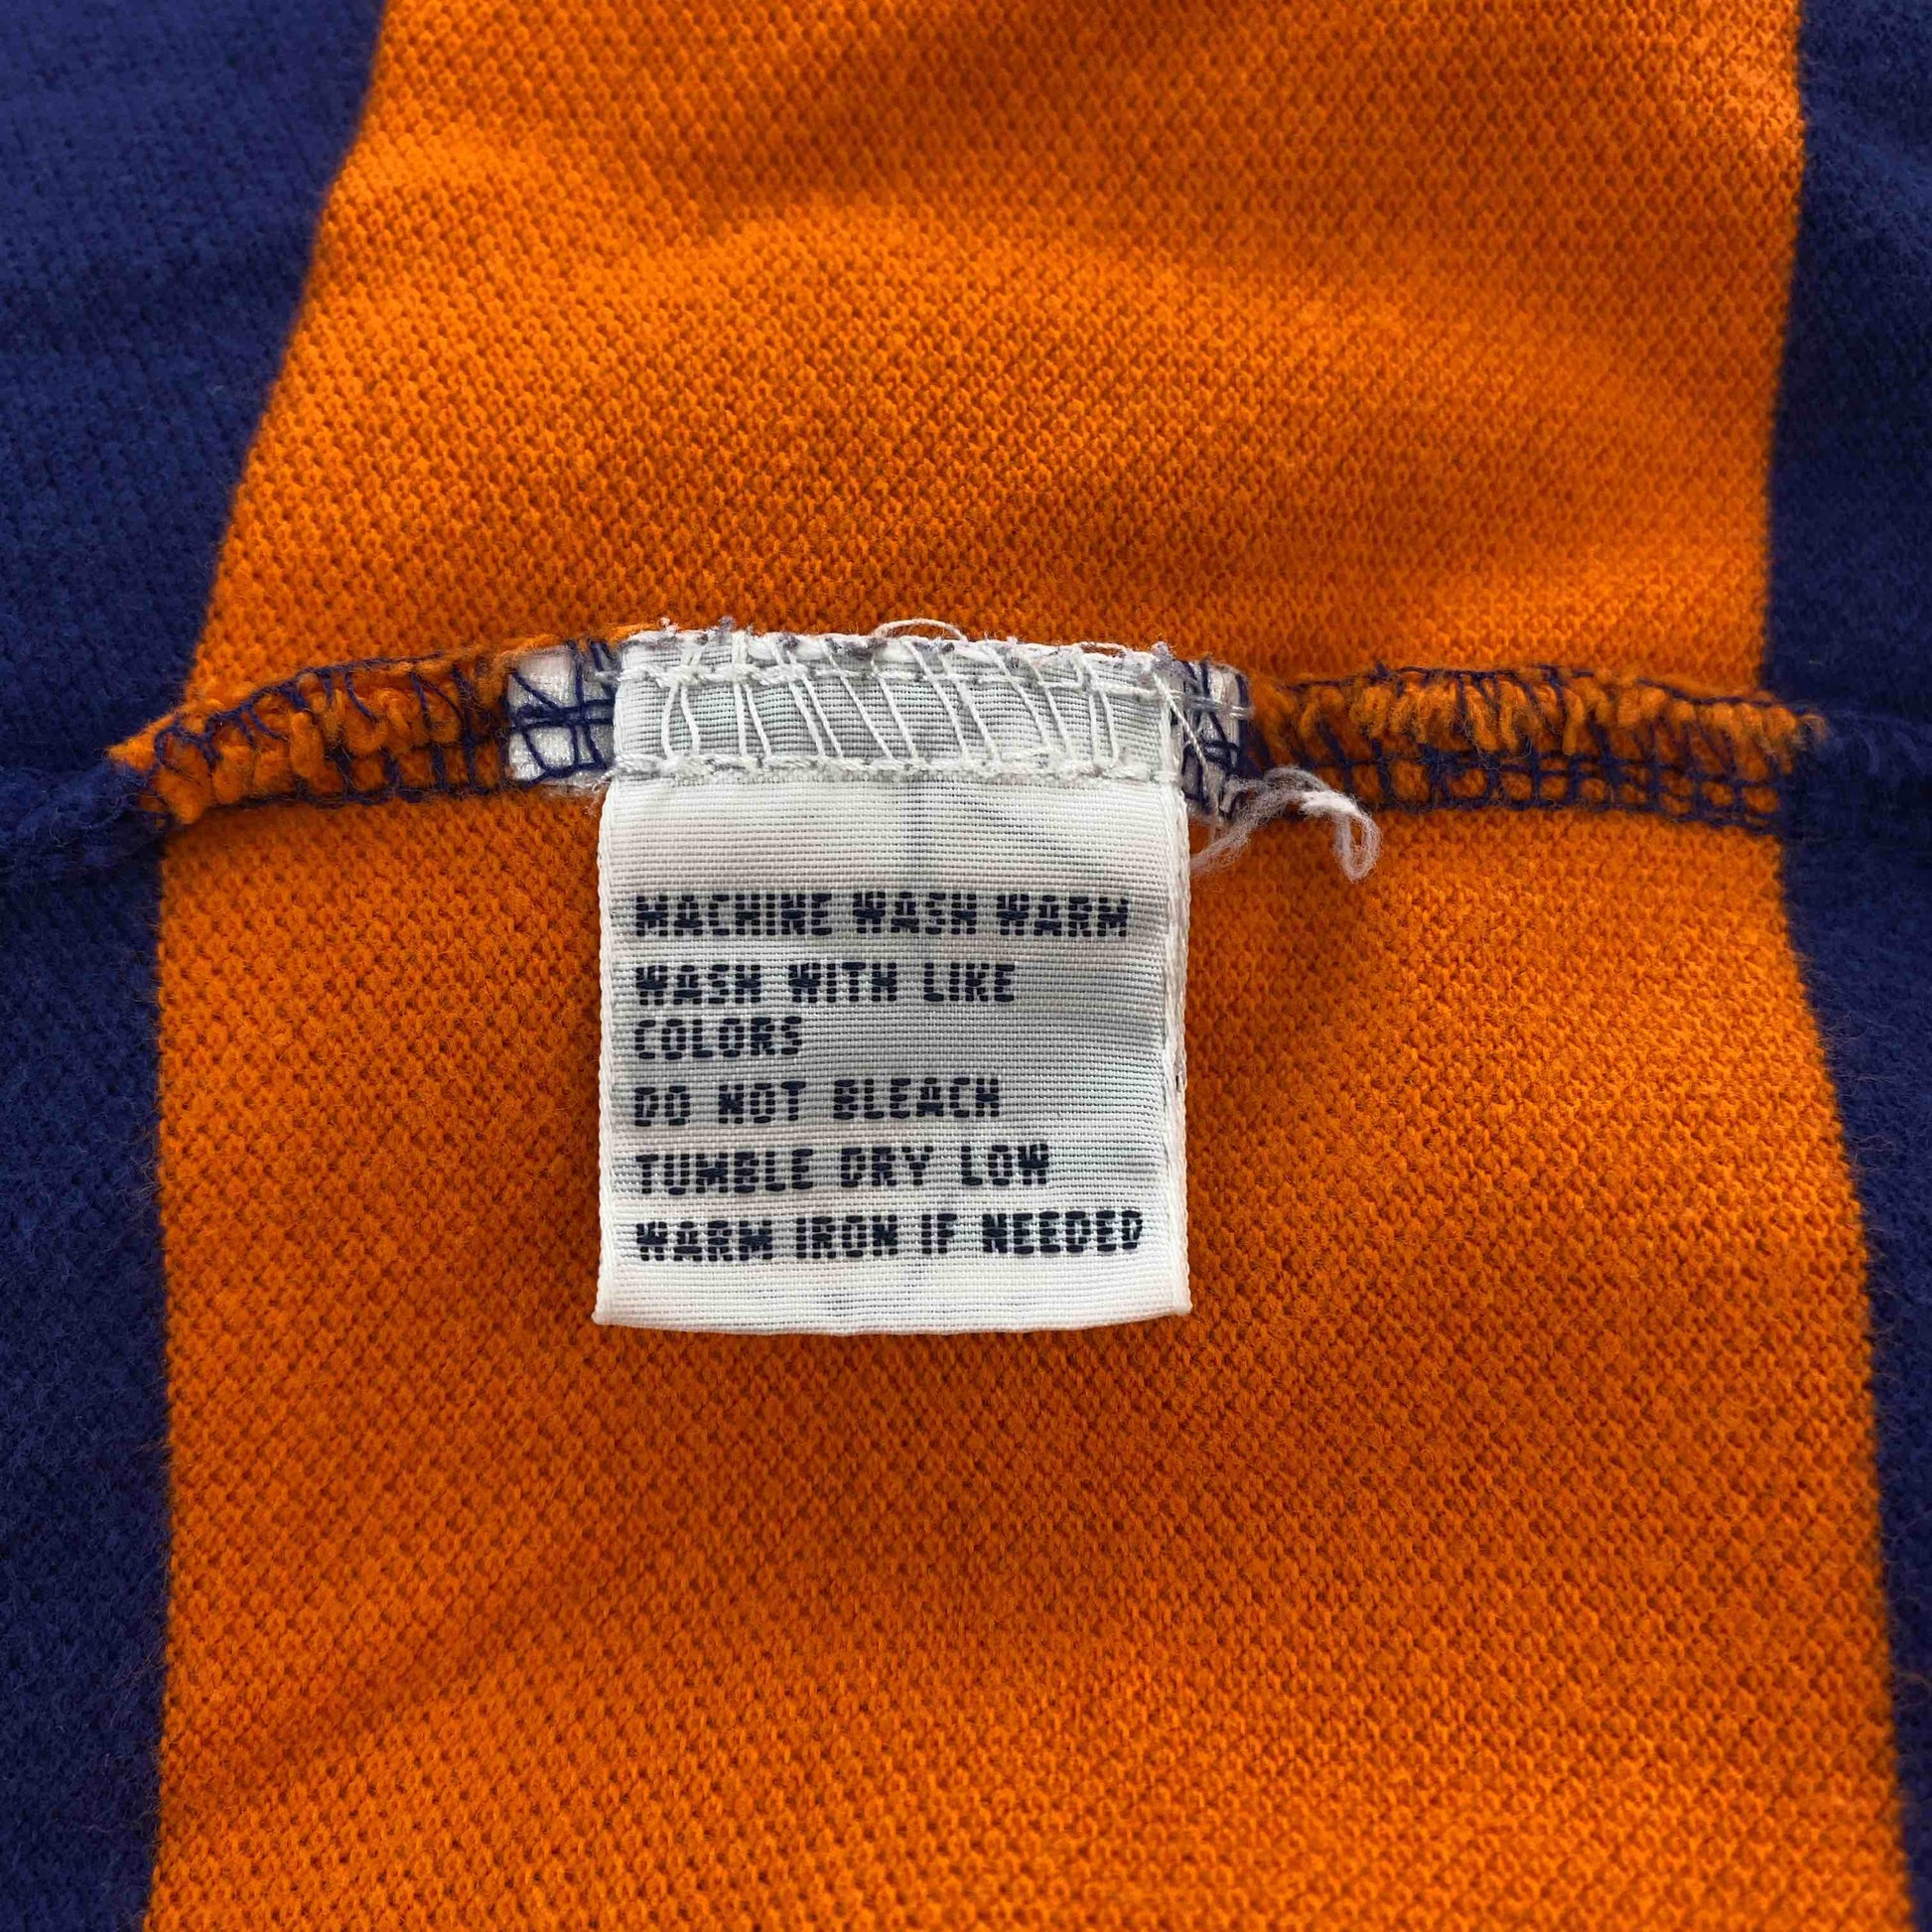 MACHINE WASH WARM
WASH WITH LIKE
COLORS
DO NOT BLEACH
TUMBLE DRY LOW
WARM IRON IF NEEDED